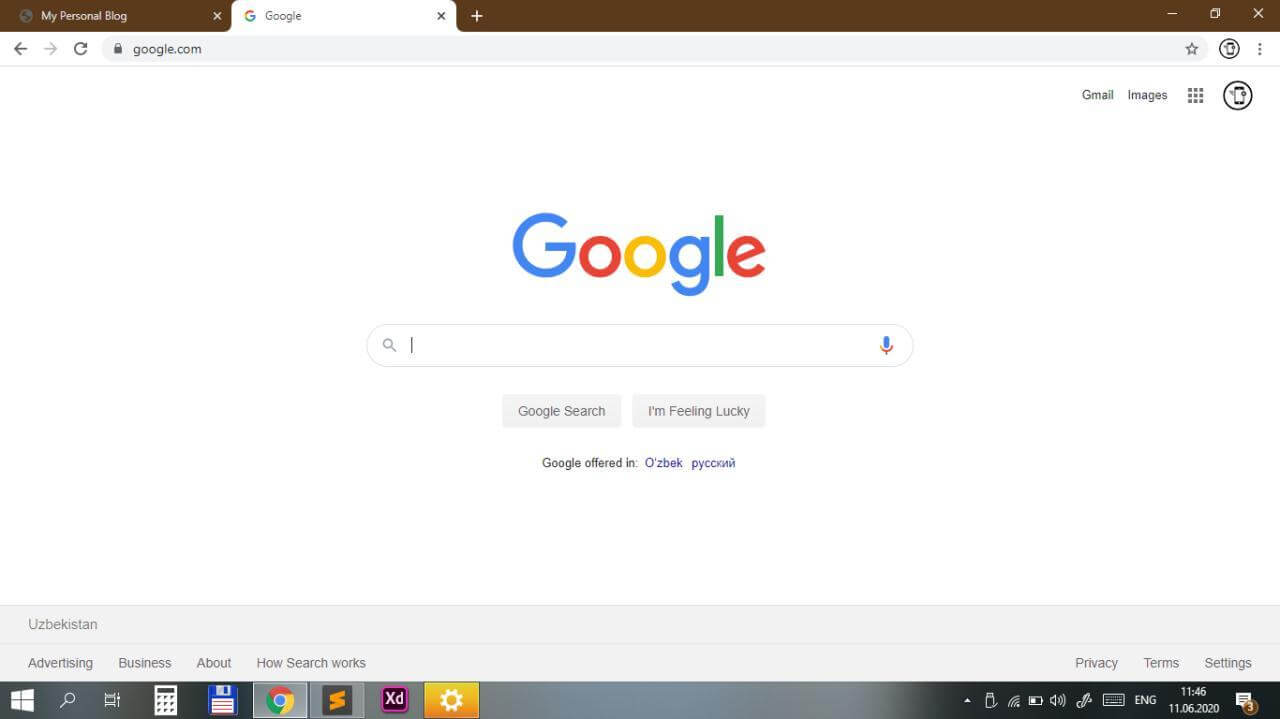 My Personal Blog
Google
google.com
Gmail Images
Google
Google Search I'm Feeling Lucky
Google offered in: O'zbek русский
Uzbekistan
Advertising Business About How Search works Privacy Terms Settings
Xd
ENG
11:46
11.06.2020
3